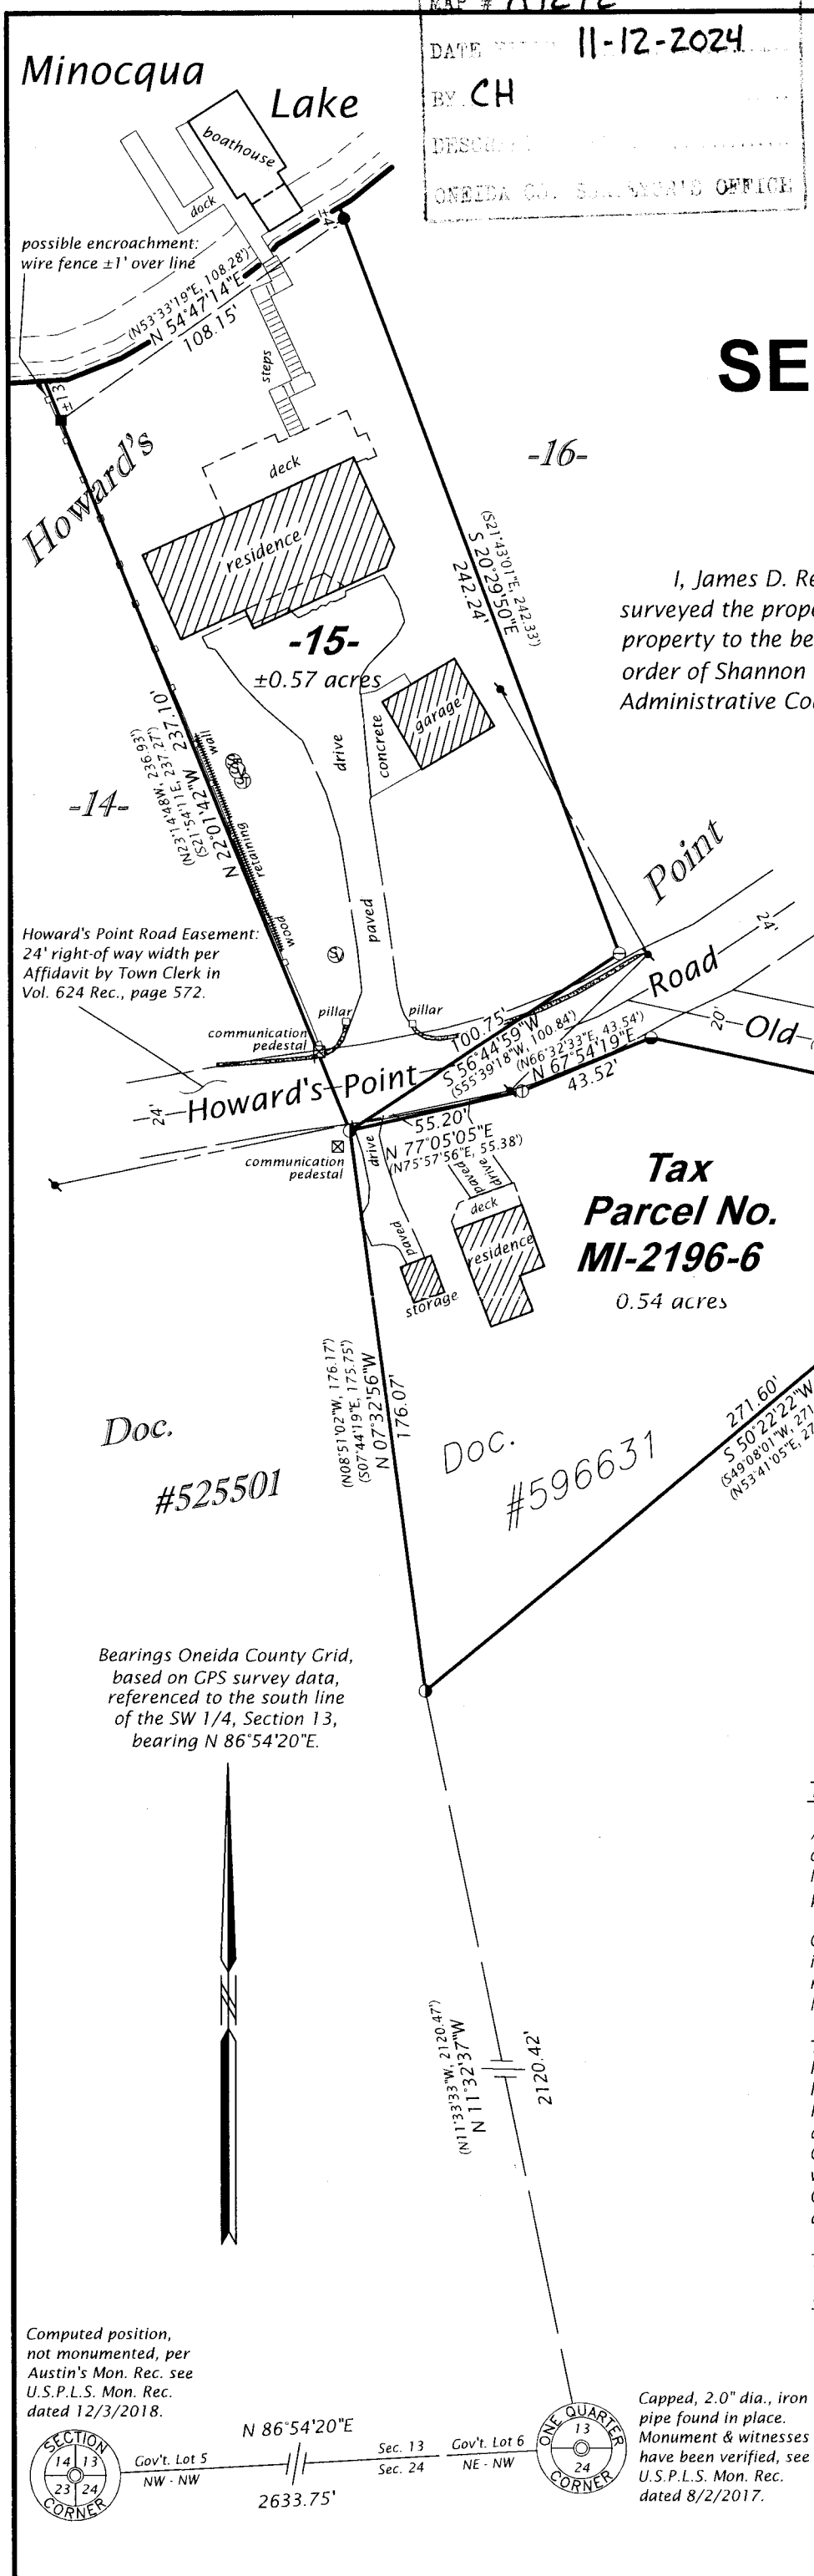 MAP #
DATE 11-12-2024
BY CH
ONEIDA CO. SURVEYOR'S OFFICE
Minocqua
Lake
boathouse
dock
possible encroachment:
wire fence ±1' over line
(N53°33'19"E, 108.28')
N 54°47'14"E
108.15'
±4'
±13'
steps
SE
Howard's
deck
-16-
residence
(S21°43'01"E, 242.33')
S 20°29'50"E
242.24'
I, James D. Re
surveyed the prope
property to the be
order of Shannon
Administrative Co
-15-
±0.57 acres
garage
concrete
drive
paved
-14-
(N23°14'48"W, 236.93')
(S21°54'11"E, 237.27')
N 22°01'42"W 237.10'
wall
retaining
wood
Point
Howard's Point Road Easement:
24' right-of way width per
Affidavit by Town Clerk in
Vol. 624 Rec., page 572.
24'
Road
pillar
pillar
communication
pedestal
100.75'
S 56°44'59"W
(S55°39'18"W, 100.84')
(N66°32'33"E, 43.54')
N 67°54'19"E
43.52'
20'
Old
24'
Howard's Point
55.20'
N 77°05'05"E
(N75°57'56"E, 55.38')
communication
pedestal
drive
paved
paved
drive
deck
residence
storage
Tax
Parcel No.
MI-2196-6
0.54 acres
(N08°51'02"W, 176.17')
(S07°44'19"E, 175.75')
N 07°32'56"W
176.07'
271.60'
S 50°22'22"W
(S49°08'01"W, 271
(N53°41'05"E, 27
Doc.
#525501
Doc.
#596631
Bearings Oneida County Grid,
based on GPS survey data,
referenced to the south line
of the SW 1/4, Section 13,
bearing N 86°54'20"E.
(N11°33'33"W, 2120.47')
N 11°32'37"W
2120.42'
Computed position,
not monumented, per
Austin's Mon. Rec. see
U.S.P.L.S. Mon. Rec.
dated 12/3/2018.
SECTION
14 13
23 24
CORNER
Gov't. Lot 5
NW - NW
N 86°54'20"E
2633.75'
Sec. 13
Sec. 24
Gov't. Lot 6
NE - NW
ONE QUARTER
13
24
CORNER
Capped, 2.0" dia., iron
pipe found in place.
Monument & witnesses
have been verified, see
U.S.P.L.S. Mon. Rec.
dated 8/2/2017.